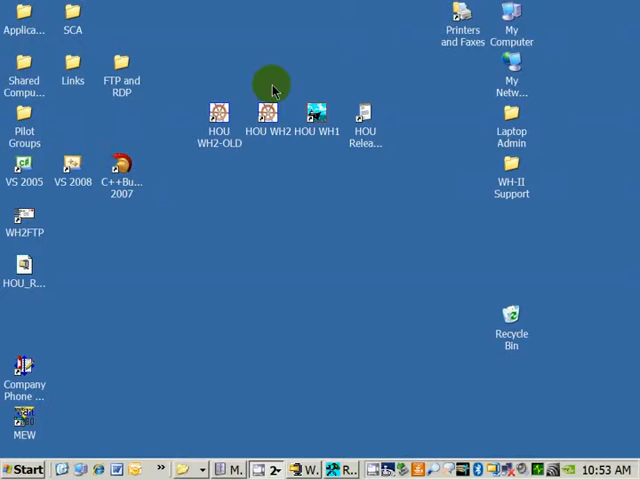 Applica...
SCA
Printers
and Faxes
My
Computer
Shared
Compu...
Links
FTP and
RDP
My
Netw...
Pilot
Groups
HOU
WH2-OLD
HOU WH2
HOU WH1
HOU
Relea...
Laptop
Admin
VS 2005
VS 2008
C++Bu...
2007
WH-II
Support
WH2FTP
HOU_R...
Recycle
Bin
Company
Phone ...
MEW
Start
»
M.
2
W.
R..
10:53 AM